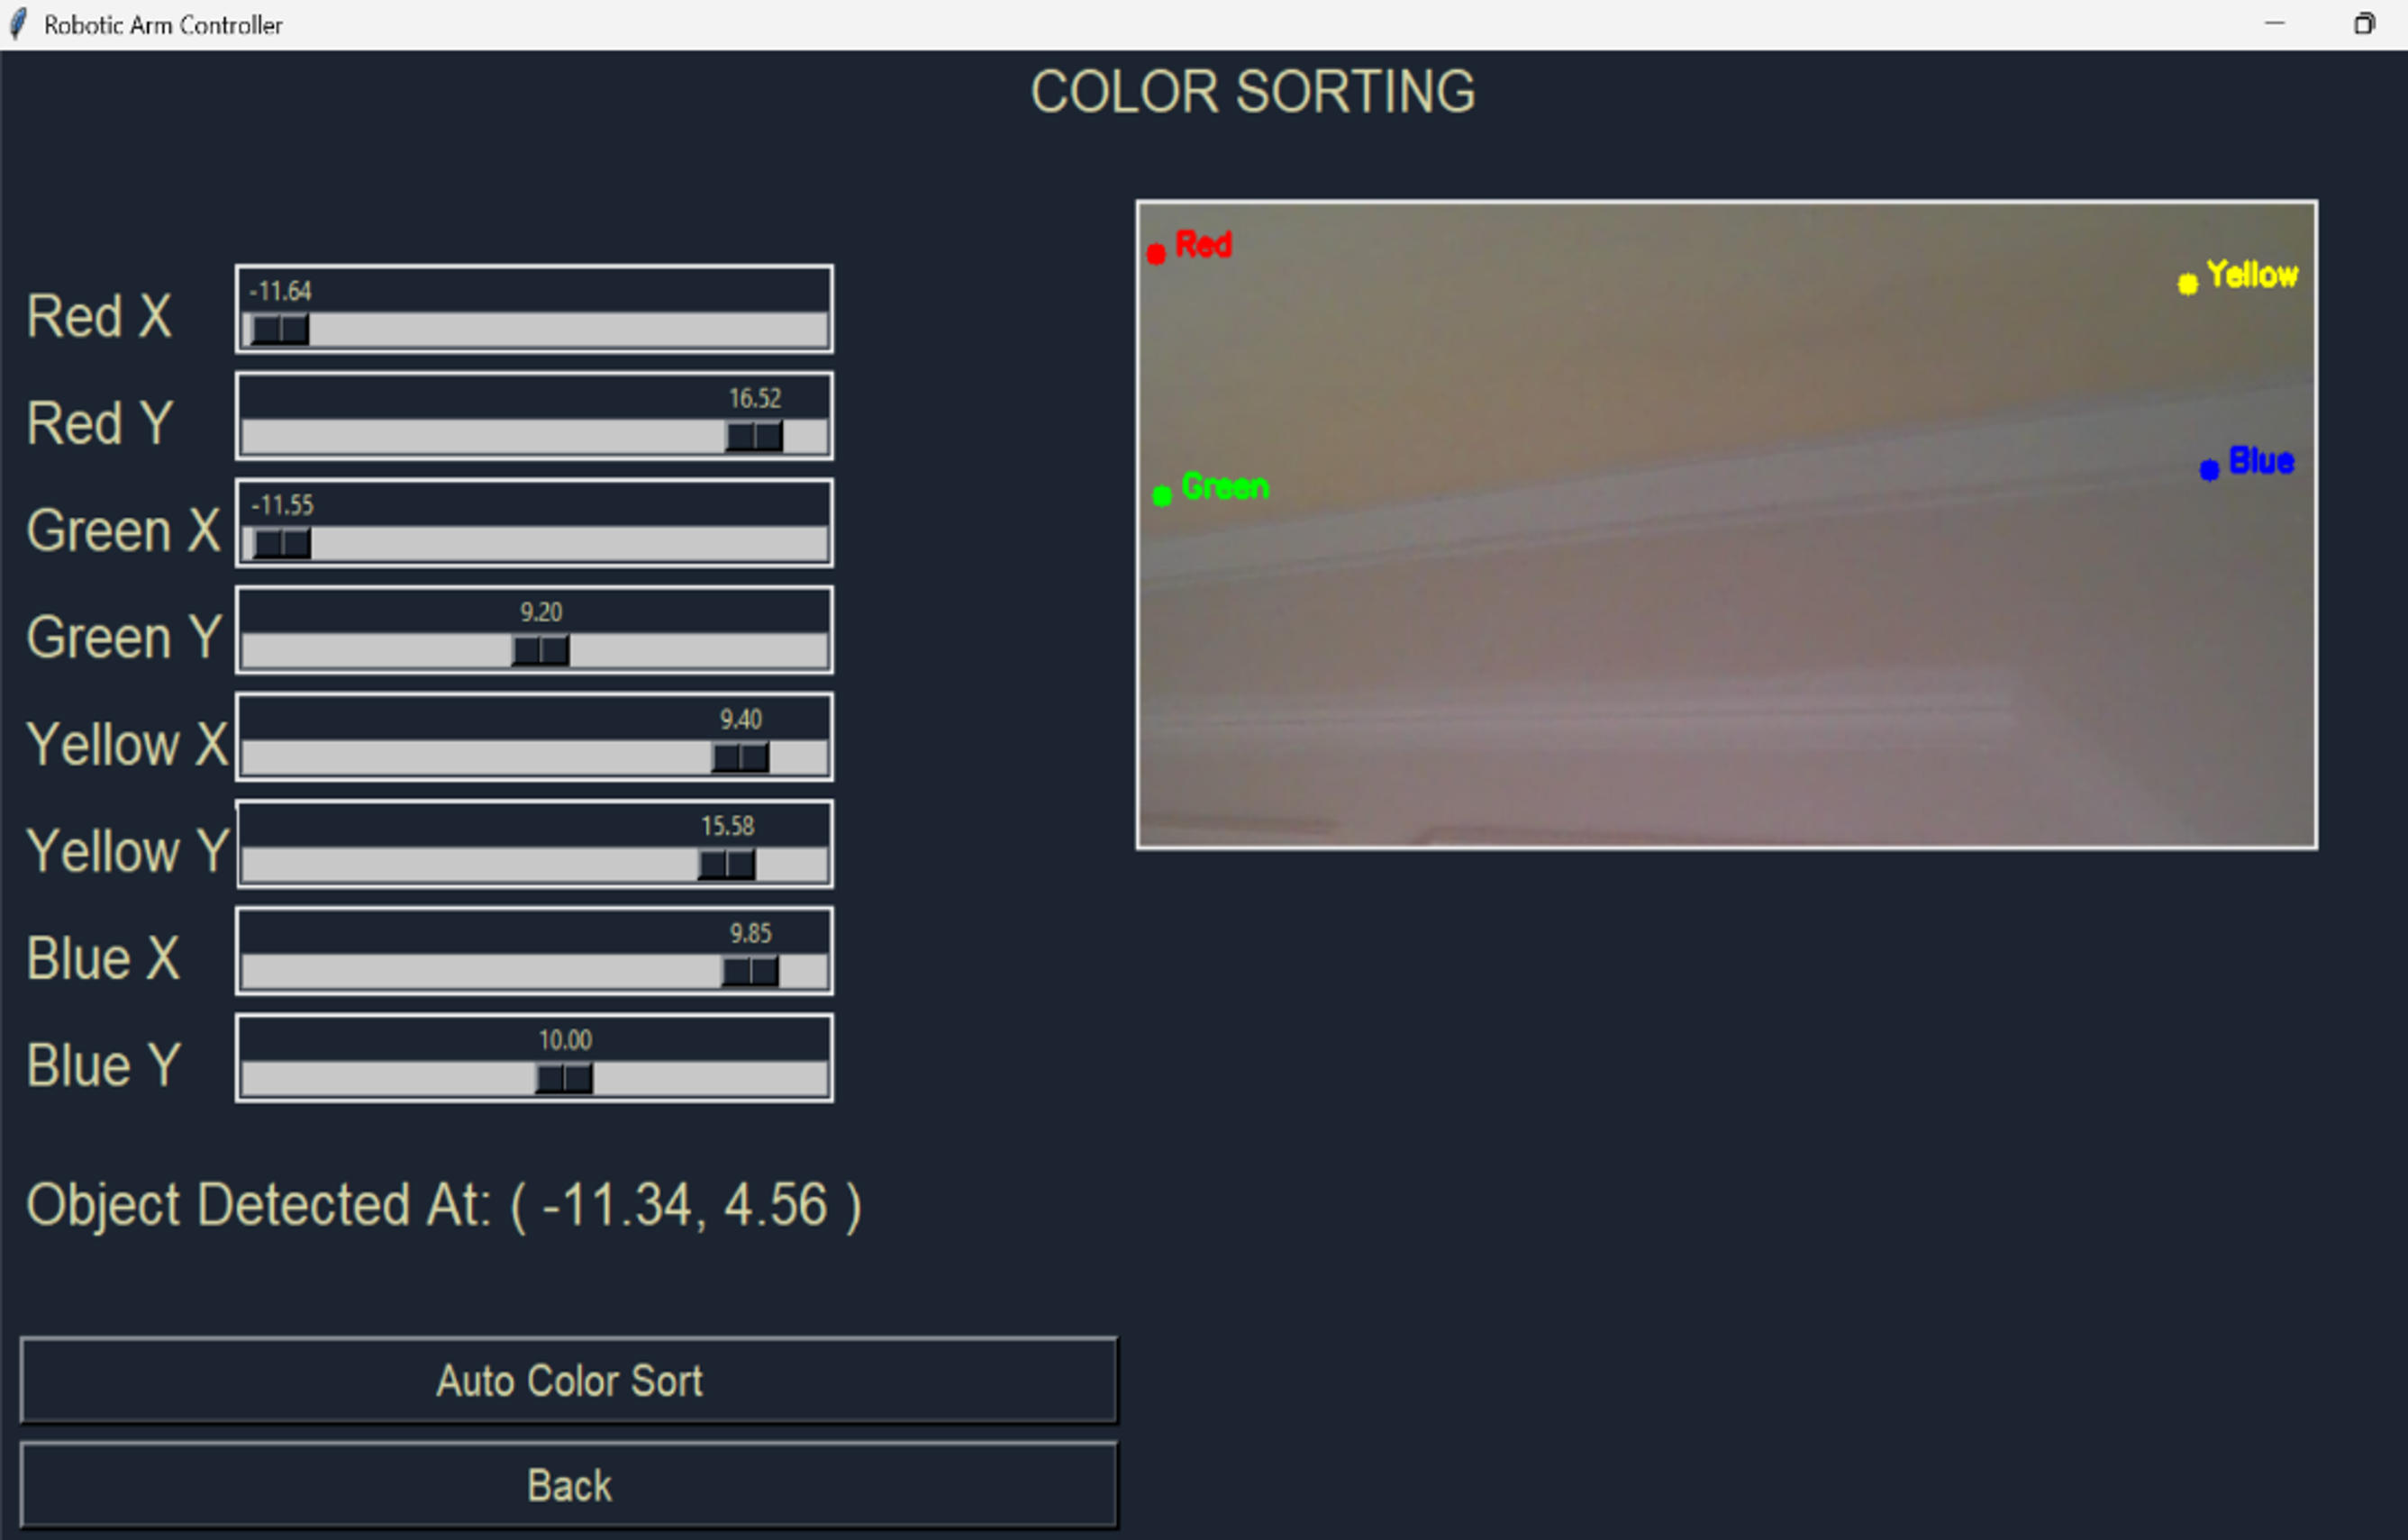 Robotic Arm Controller
COLOR SORTING
Red X
-11.64
Red Y
16.52
Green X
-11.55
Green Y
9.20
Yellow X
9.40
Yellow Y
15.58
Blue X
9.85
Blue Y
10.00
Object Detected At: ( -11.34, 4.56 )
Auto Color Sort
Back
Red
Yellow
Green
Blue